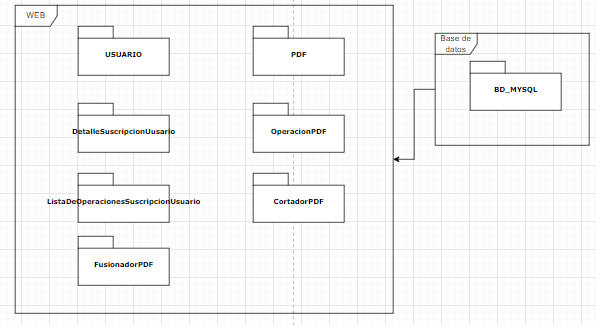 WEB
USUARIO
PDF
Base de
datos
BD_MYSQL
DetalleSuscripcionUusario
OperacionPDF
ListaDeOperacionesSuscripcionUsuario
CortadorPDF
FusionadorPDF